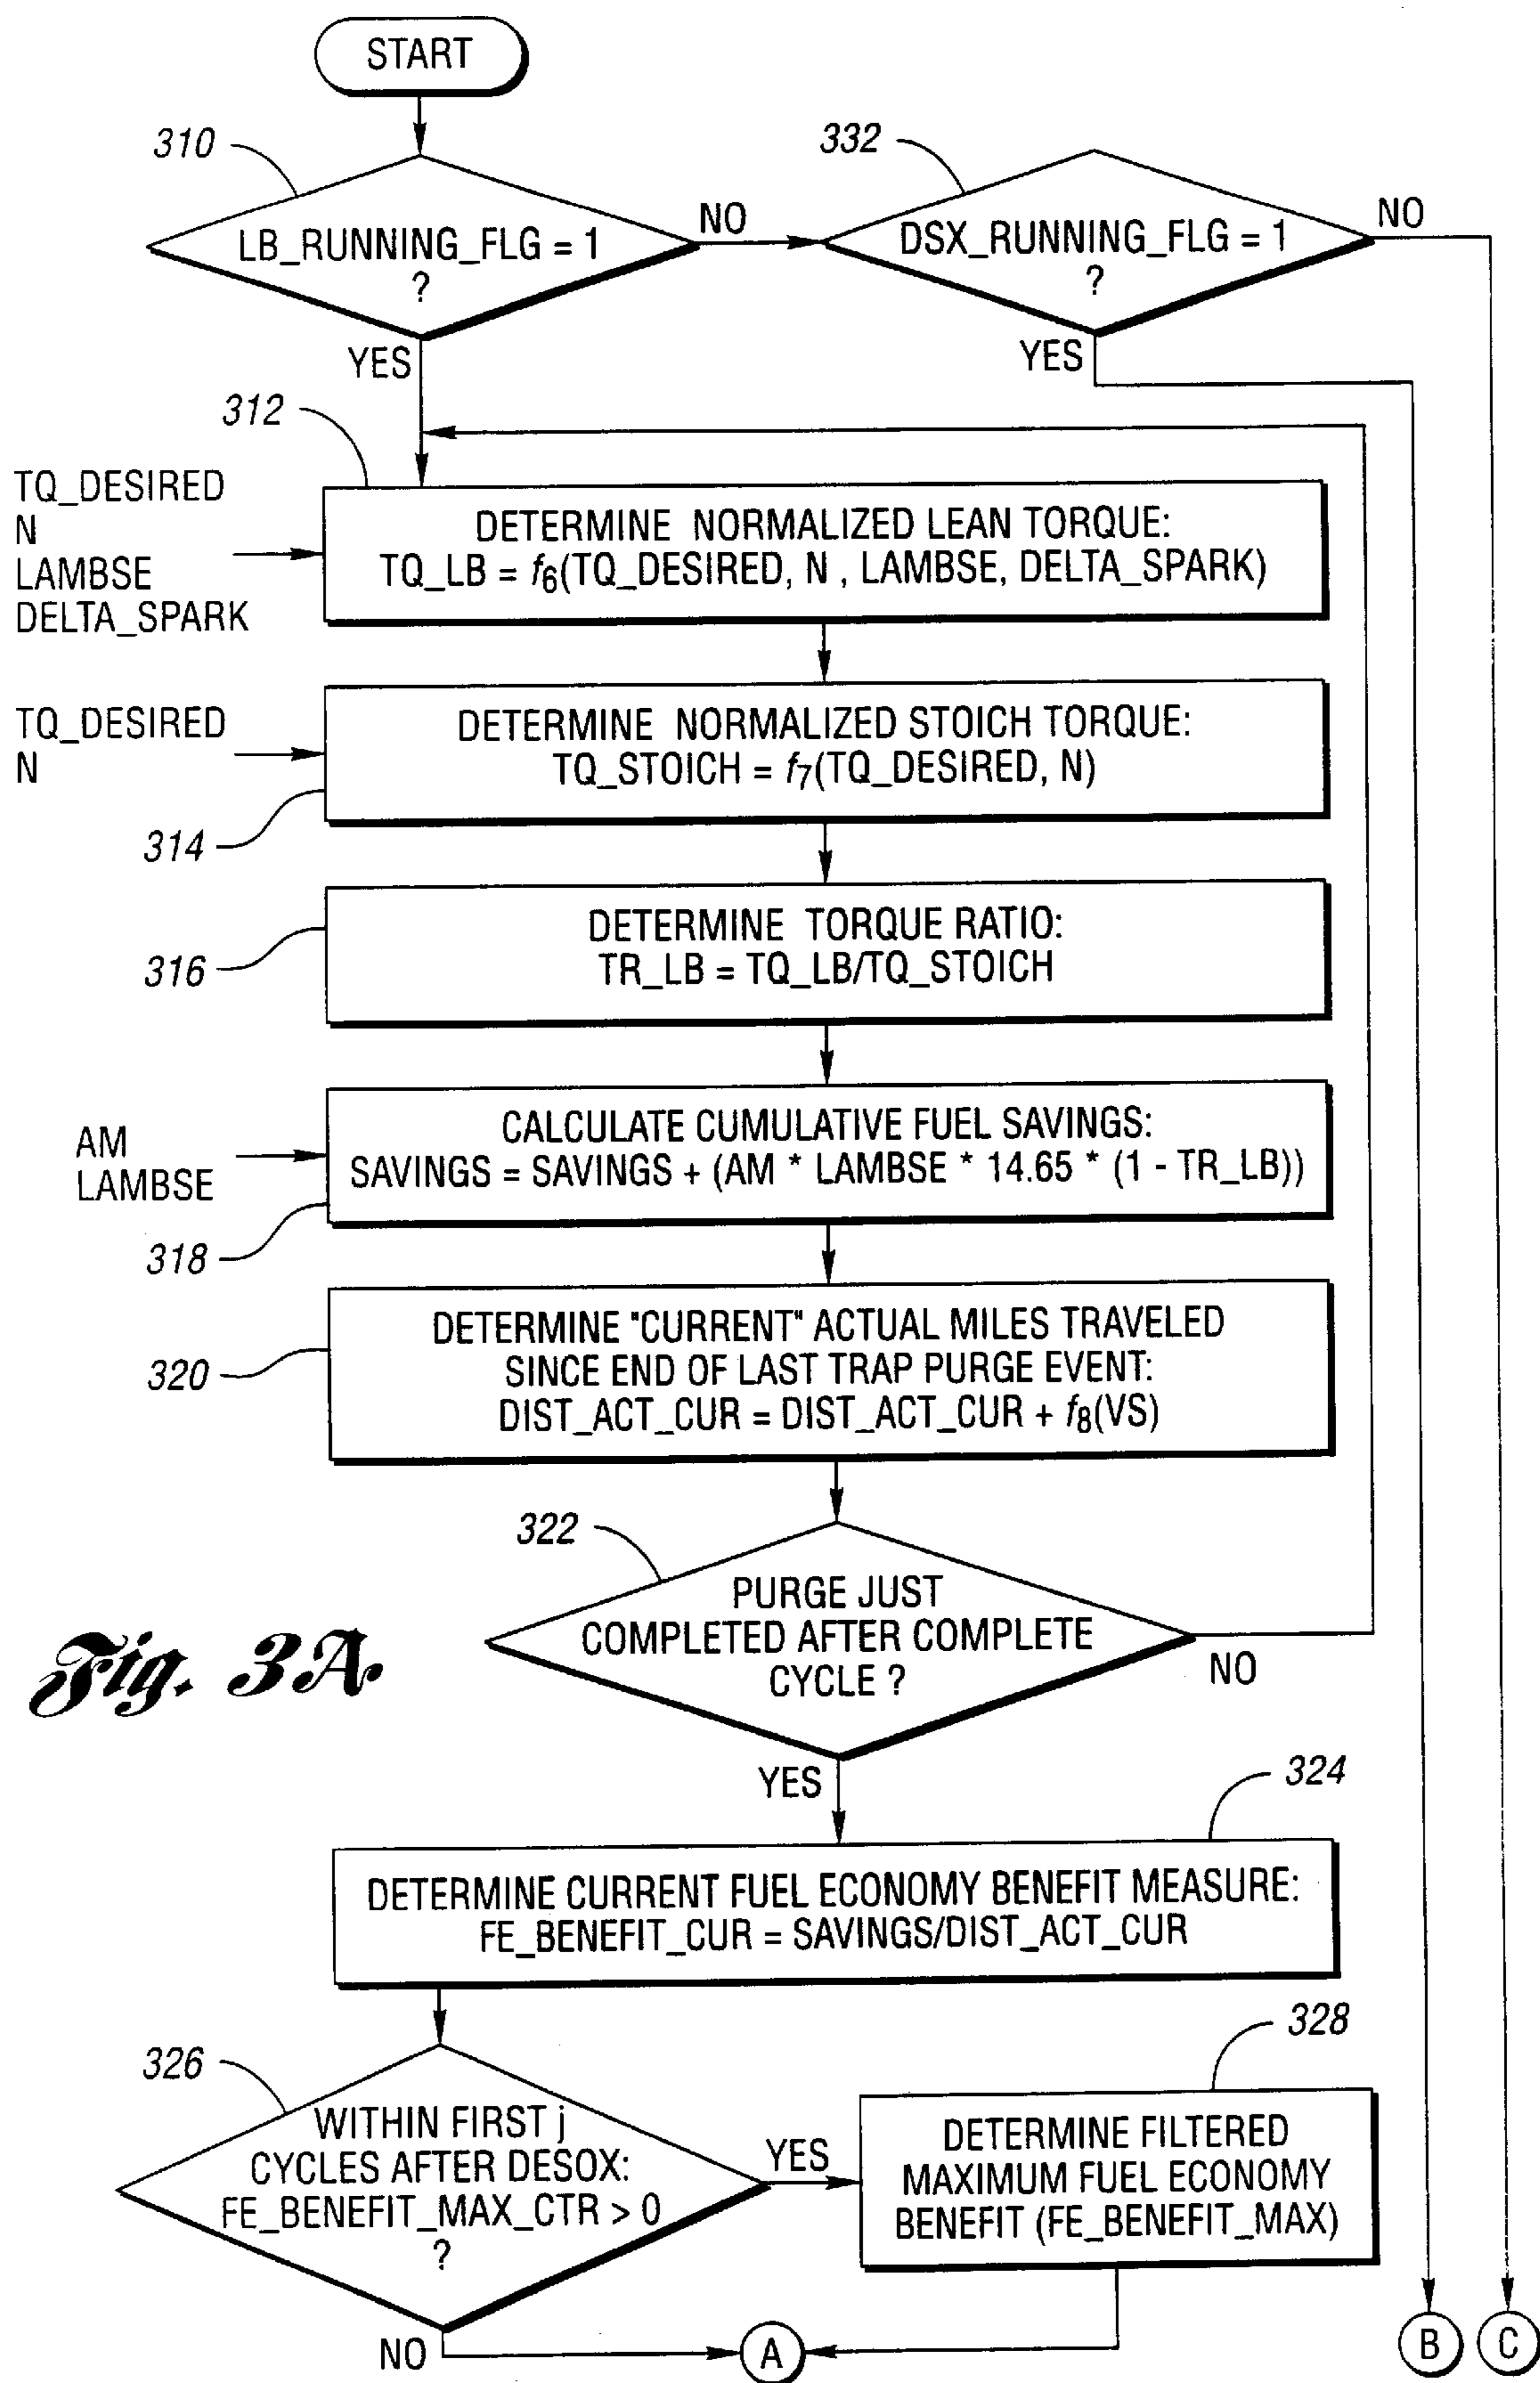 START
310
332
LB_RUNNING_FLG = 1
?
NO
DSX_RUNNING_FLG = 1
?
NO
YES
YES
312
TQ_DESIRED
N
LAMBSE
DELTA_SPARK
DETERMINE NORMALIZED LEAN TORQUE:
TQ_LB = f6(TQ_DESIRED, N , LAMBSE, DELTA_SPARK)
TQ_DESIRED
N
DETERMINE NORMALIZED STOICH TORQUE:
TQ_STOICH = f7(TQ_DESIRED, N)
314
DETERMINE TORQUE RATIO:
TR_LB = TQ_LB/TQ_STOICH
316
AM
LAMBSE
CALCULATE CUMULATIVE FUEL SAVINGS:
SAVINGS = SAVINGS + (AM * LAMBSE * 14.65 * (1 - TR_LB))
318
DETERMINE "CURRENT" ACTUAL MILES TRAVELED
SINCE END OF LAST TRAP PURGE EVENT:
DIST_ACT_CUR = DIST_ACT_CUR + f8(VS)
320
322
PURGE JUST
COMPLETED AFTER COMPLETE
CYCLE ?
NO
Fig. 3A.
YES
324
DETERMINE CURRENT FUEL ECONOMY BENEFIT MEASURE:
FE_BENEFIT_CUR = SAVINGS/DIST_ACT_CUR
326
328
WITHIN FIRST j
CYCLES AFTER DESOX:
FE_BENEFIT_MAX_CTR > 0
?
YES
DETERMINE FILTERED
MAXIMUM FUEL ECONOMY
BENEFIT (FE_BENEFIT_MAX)
NO
A
B
C